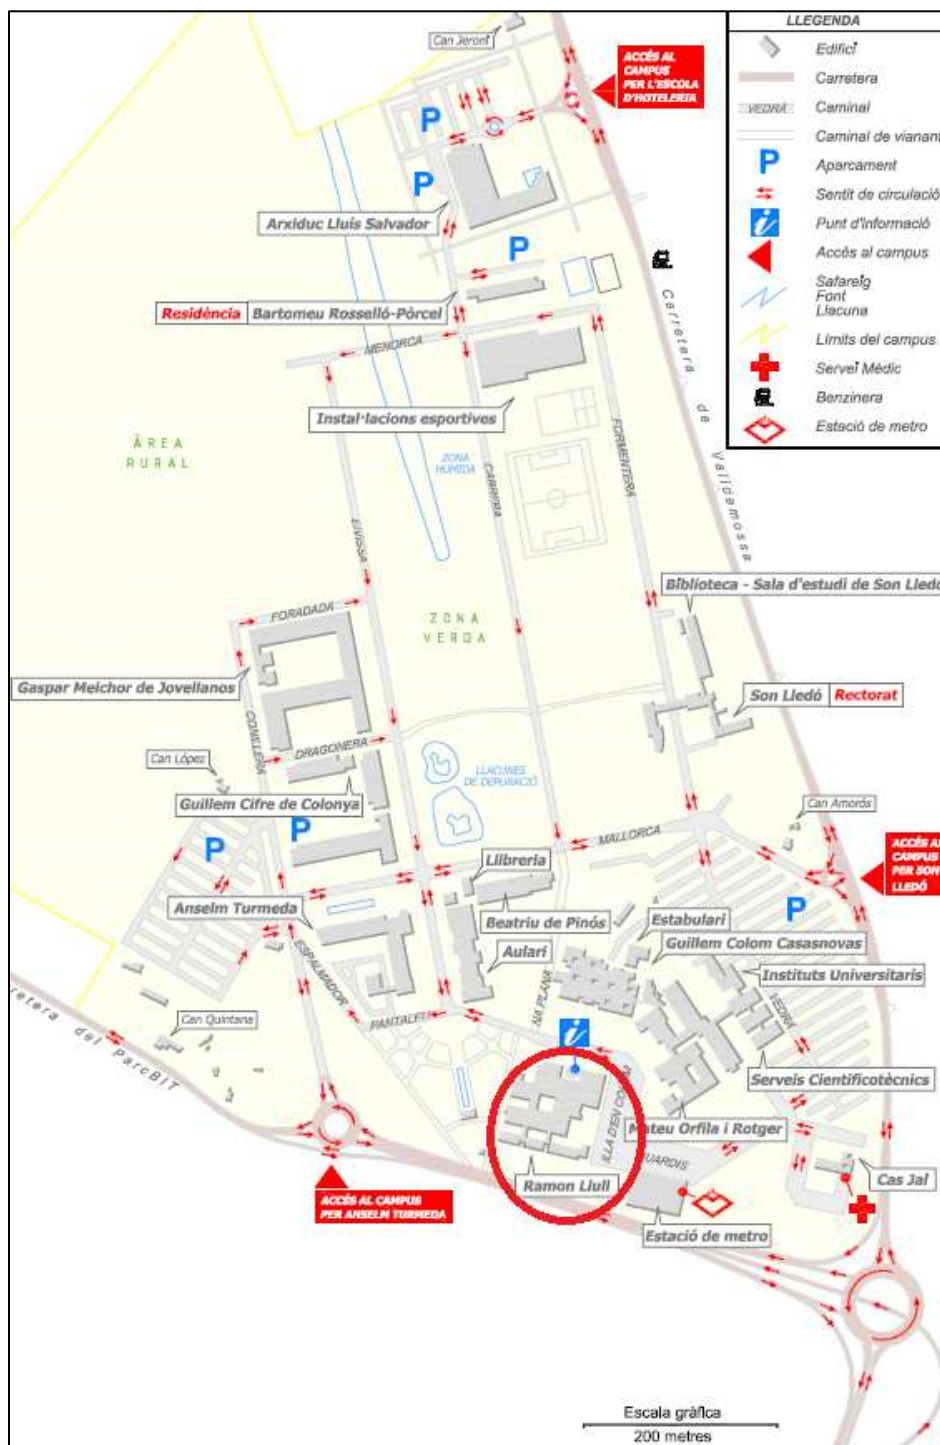 LLEGENDA
Edifici
Carretera
VEDRÀ
Caminal
Caminal de vianant
P
Aparcament
Sentit de circulació
i
Punt d'informació
Accés al campus
Safareig
Font
Llacuna
Límits del campus
Servei Mèdic
Benzinera
Estació de metro
Can Jeroni
ACCÉS AL
CAMPUS
PER L'ESCOLA
D'HOTELERIA
P
P
Arxiduc Lluís Salvador
P
Residència Bartomeu Rosselló-Pòrcel
MENORCA
Carretera de Valldemossa
Instal·lacions esportives
ÀREA
RURAL
ZONA
HUMIDA
CABRERA
FORMENTERA
EIVISSA
Biblioteca - Sala d'estudi de Son Lledó
FORADADA
ZONA
VERDA
Gaspar Melchor de Jovellanos
Son Lledó Rectorat
CONILLERA
DRAGONERA
Can López
LLACUNES
DE DEPURACIÓ
Guillem Cifre de Colonya
Can Amorós
P
P
MALLORCA
ACCÉS AL
CAMPUS
PER SON
LLEDÓ
Llibreria
Anselm Turmeda
Beatriu de Pinós
Estabulari
P
Guillem Colom Casasnovas
Aulari
Instituts Universitaris
ESPALMADOR
NA PLANA
VEDRÀ
PANTALEU
Can Quintana
i
retera del ParcBIT
Serveis Cientificotècnics
ILLA D'EN COLOM
Mateu Orfila i Rotger
GUARDIS
Ramon Llull
Cas Jai
ACCÉS AL CAMPUS
PER ANSELM TURMEDA
Estació de metro
Escala gràfica
200 metres